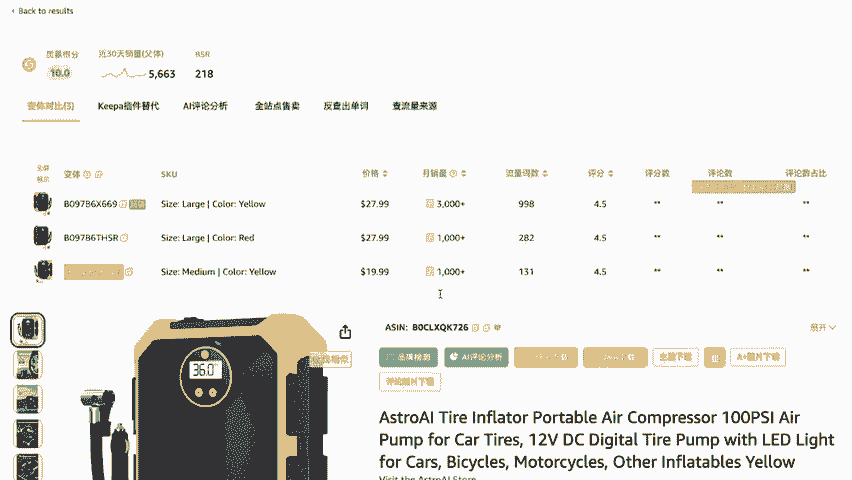 ‹ Back to results
质量得分 近30天销量(父体) BSR
10.0 5,663 218
变体对比(3) Keepa插件替代 AI评论分析 全站点售卖 反查出单词 查流量来源
变体 SKU 价格 月销量 流量词数 评分 评分数 评论数 评论数占比
B097B6X669 Size: Large | Color: Yellow $27.99 3,000+ 998 4.5 ** ** **
B097B6THSR Size: Large | Color: Red $27.99 1,000+ 282 4.5 ** ** **
Size: Medium | Color: Yellow $19.99 1,000+ 131 4.5 ** ** **
ASIN: B0CLXQK726 展开
品牌检测 AI评论分析 主图下载 A+图片下载
评论图片下载
36.0
AstroAI Tire Inflator Portable Air Compressor 100PSI Air
Pump for Car Tires, 12V DC Digital Tire Pump with LED Light
for Cars, Bicycles, Motorcycles, Other Inflatables Yellow
Visit the AstroAI Store